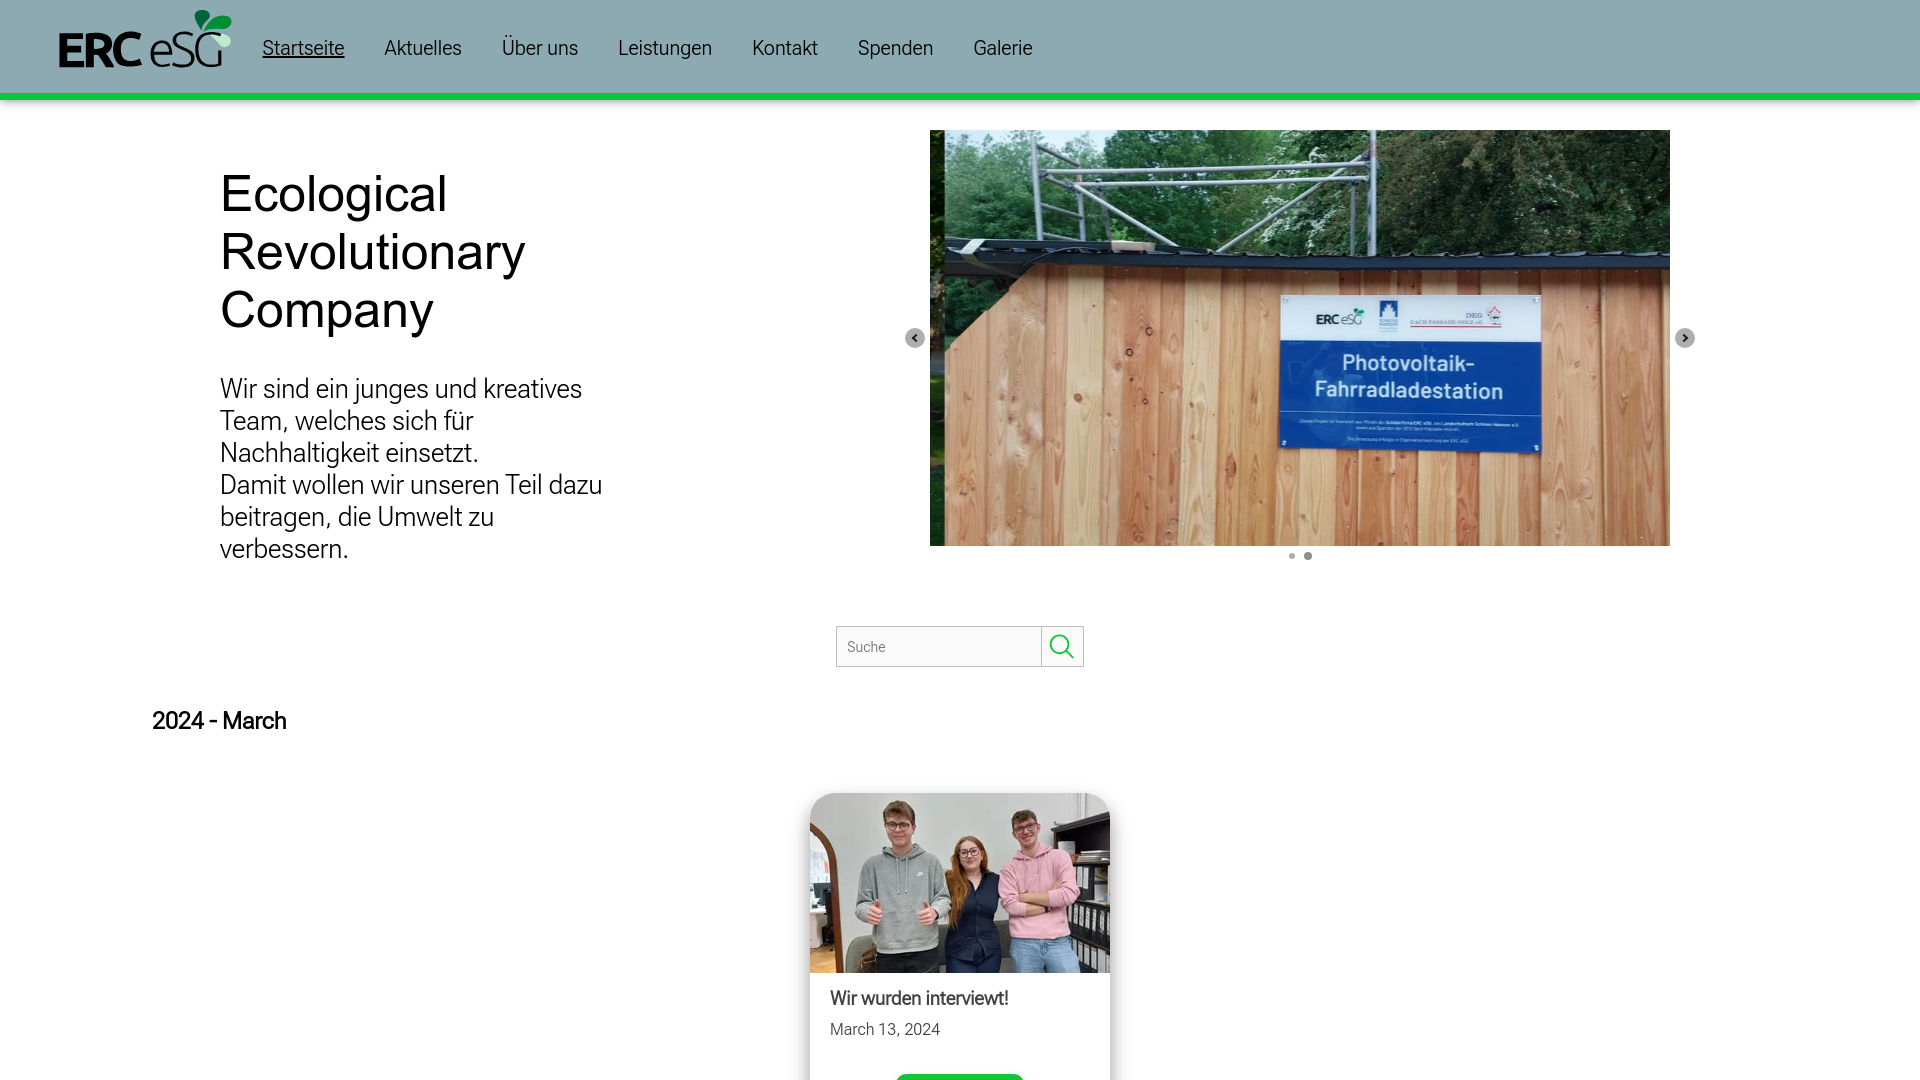 ERC eSG
Startseite
Aktuelles
Über uns
Leistungen
Kontakt
Spenden
Galerie
Ecological
Revolutionary
Company
Wir sind ein junges und kreatives
Team, welches sich für
Nachhaltigkeit einsetzt.
Damit wollen wir unseren Teil dazu
beitragen, die Umwelt zu
verbessern.
ERC eSG
DEG
DACH-FASSADE-HOLZ eG
Photovoltaik-
Fahrradladestation
Suche
2024 - March
Wir wurden interviewt!
March 13, 2024